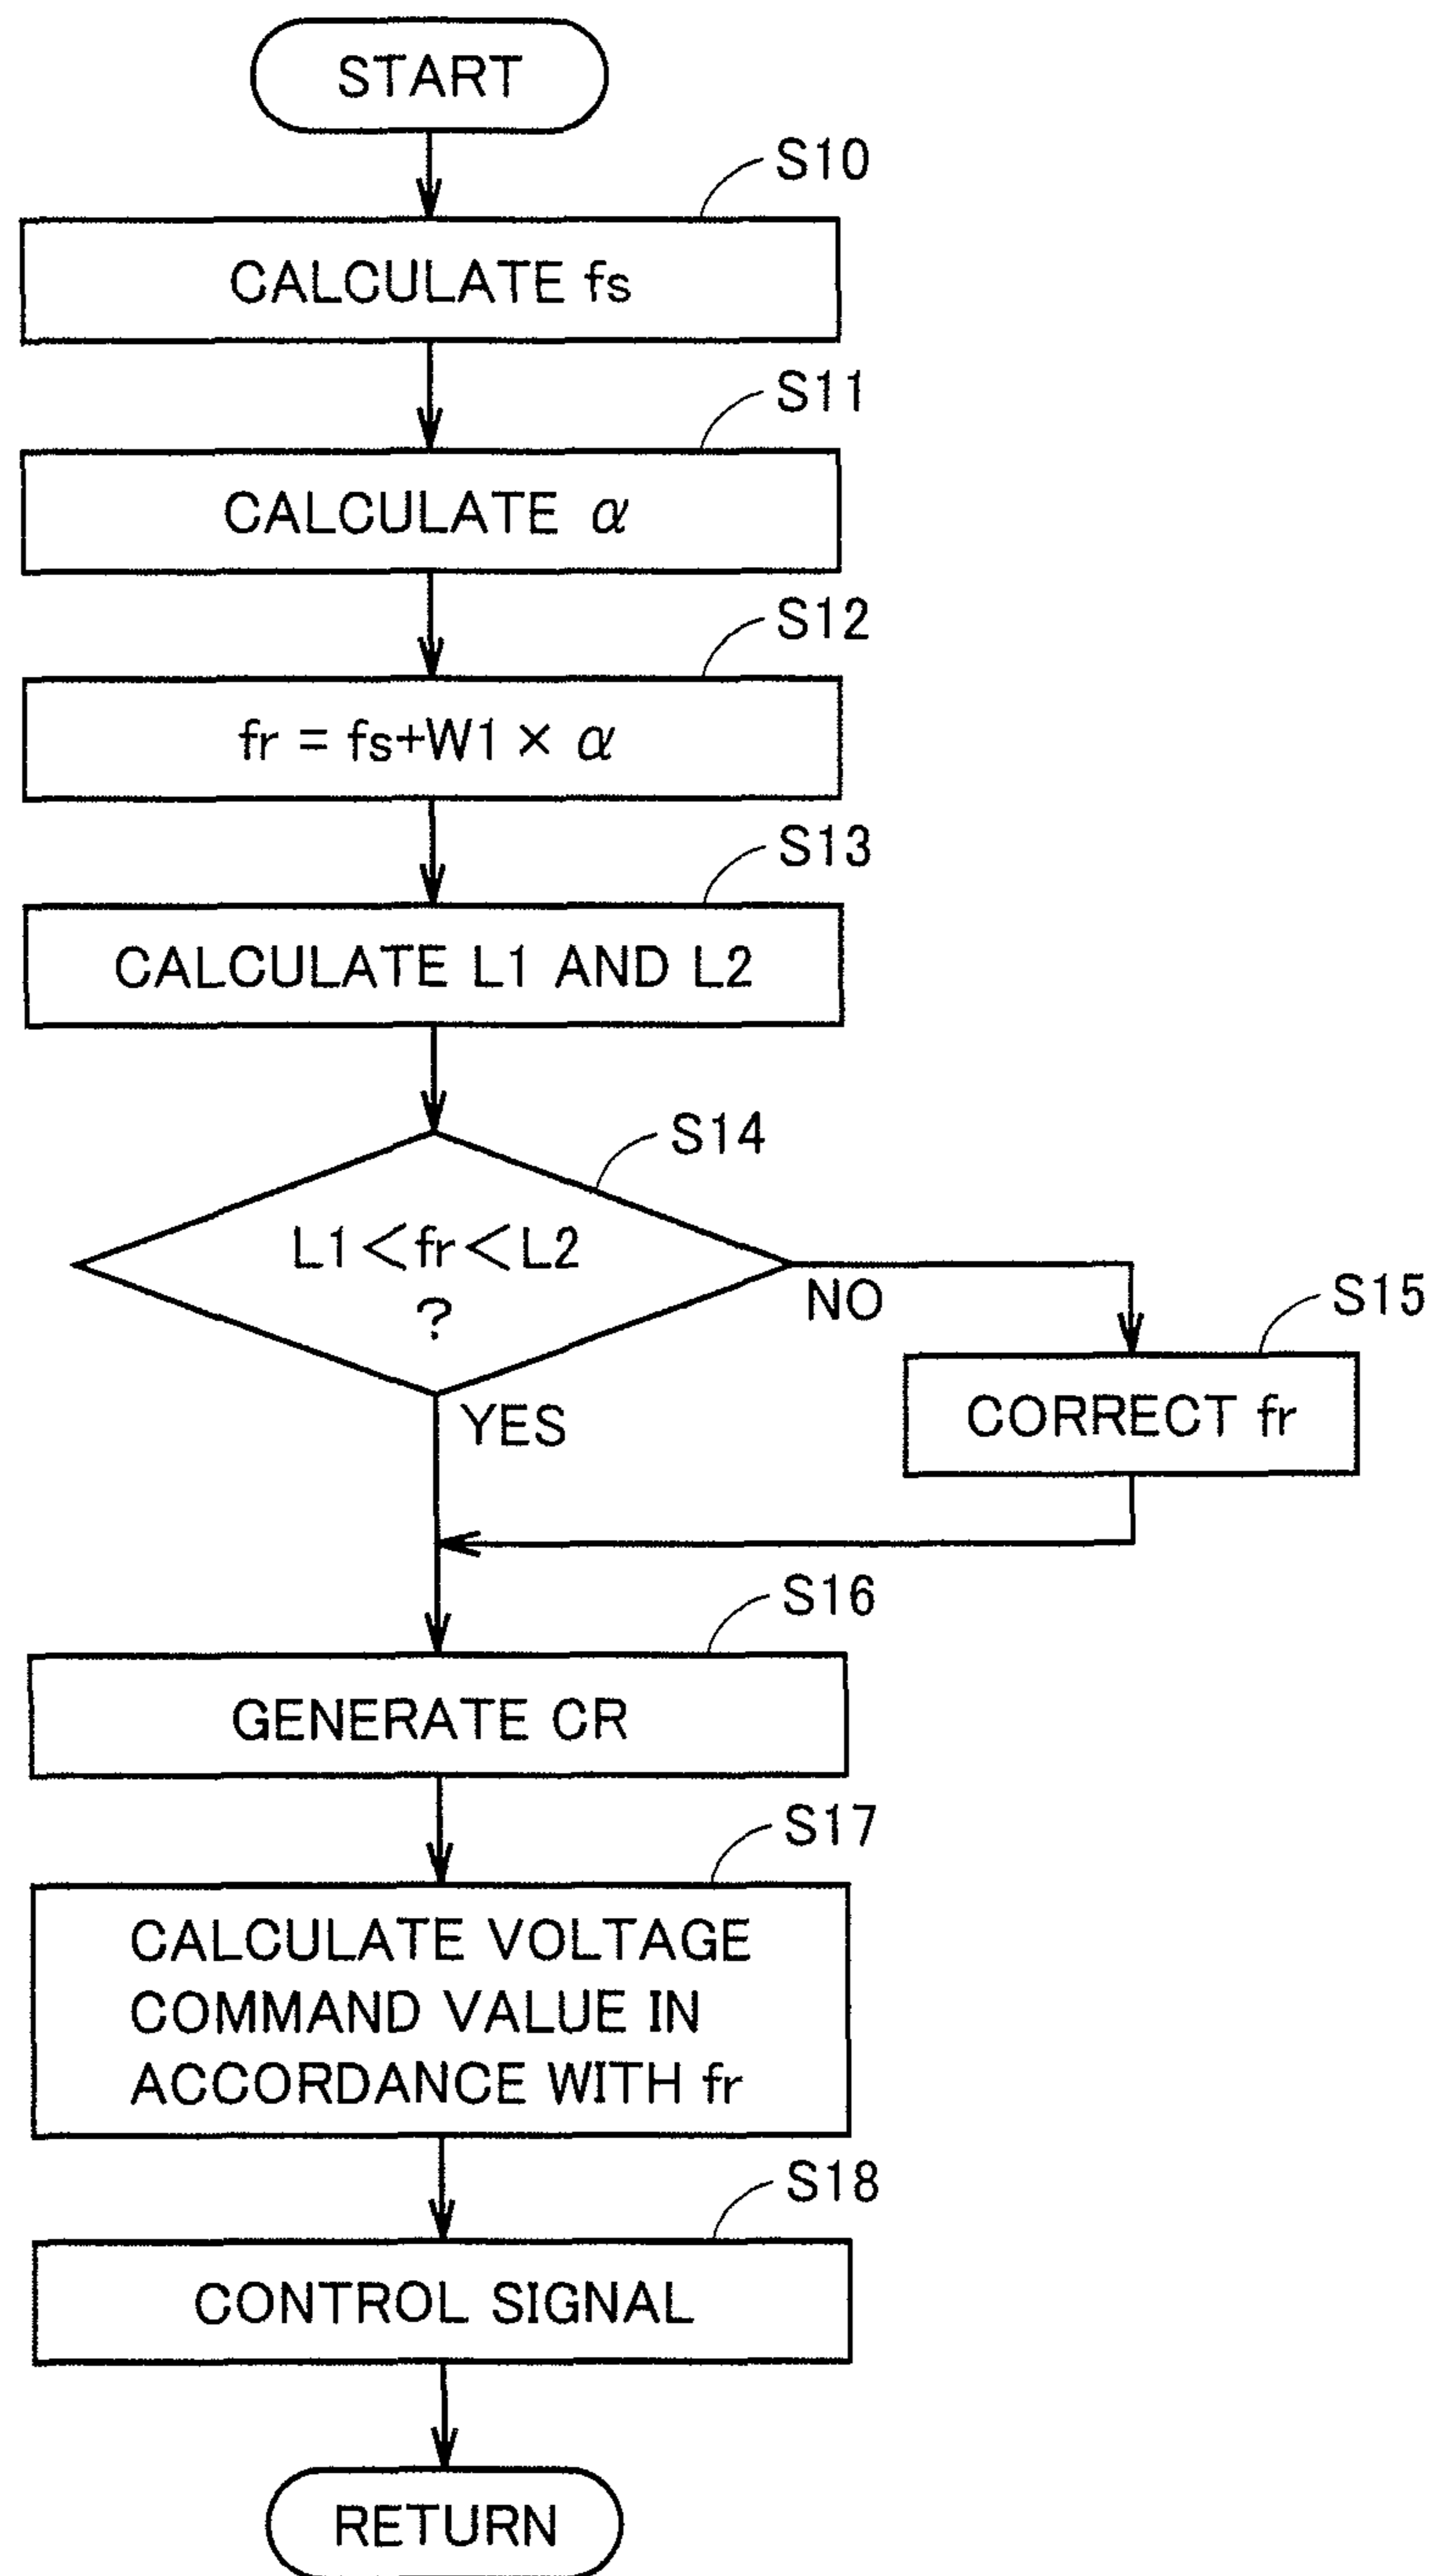 START
S10
CALCULATE fs
S11
CALCULATE α
S12
fr = fs+W1 × α
S13
CALCULATE L1 AND L2
S14
L1<fr<L2
?
NO
S15
CORRECT fr
YES
S16
GENERATE CR
S17
CALCULATE VOLTAGE
COMMAND VALUE IN
ACCORDANCE WITH fr
S18
CONTROL SIGNAL
RETURN